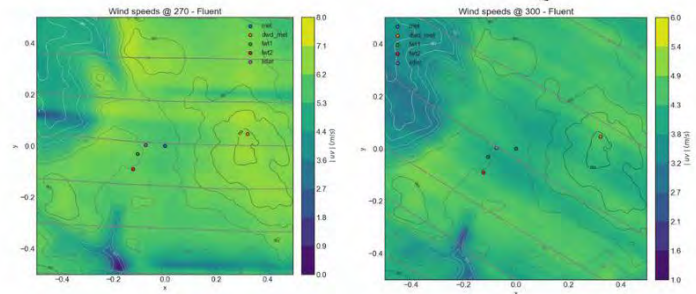 Wind speeds @ 270 - Fluent
0.4
0.2
0.0
−0.2
−0.4
y
−0.4
−0.2
0.0
0.2
0.4
x
met
dwd_met
fwt1
fwt2
lidar
8.0
7.1
6.2
5.3
4.4
3.6
2.7
1.8
0.9
0.0
| uv | (m/s)
Wind speeds @ 300 - Fluent
0.4
0.2
0.0
−0.2
−0.4
y
−0.4
−0.2
0.0
0.2
0.4
x
met
dwd_met
fwt1
fwt2
lidar
6.0
5.4
4.9
4.3
3.8
3.2
2.7
2.1
1.6
1.0
| uv | (m/s)